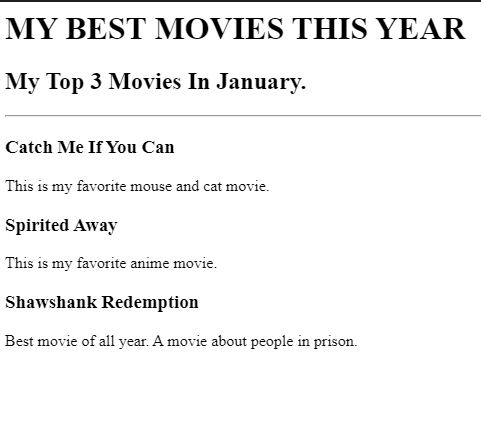 MY BEST MOVIES THIS YEAR
My Top 3 Movies In January.
Catch Me If You Can
This is my favorite mouse and cat movie.
Spirited Away
This is my favorite anime movie.
Shawshank Redemption
Best movie of all year. A movie about people in prison.